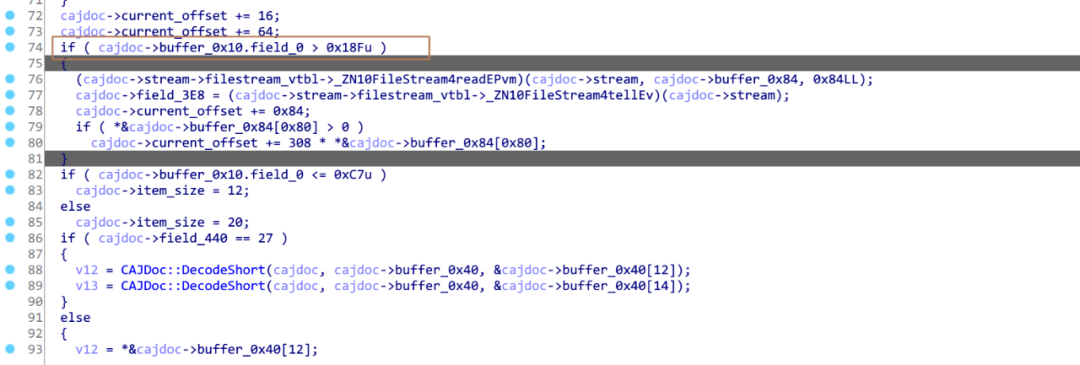 71 }
72 cajdoc->current_offset += 16;
73 cajdoc->current_offset += 64;
74 if ( cajdoc->buffer_0x10.field_0 > 0x18Fu )
75 {
76 (cajdoc->stream->filestream_vtbl->_ZN10FileStream4readEPvm)(cajdoc->stream, cajdoc->buffer_0x84, 0x84LL);
77 cajdoc->field_3E8 = (cajdoc->stream->filestream_vtbl->_ZN10FileStream4tellEv)(cajdoc->stream);
78 cajdoc->current_offset += 0x84;
79 if ( *&cajdoc->buffer_0x84[0x80] > 0 )
80 cajdoc->current_offset += 308 * *&cajdoc->buffer_0x84[0x80];
81 }
82 if ( cajdoc->buffer_0x10.field_0 <= 0xC7u )
83 cajdoc->item_size = 12;
84 else
85 cajdoc->item_size = 20;
86 if ( cajdoc->field_440 == 27 )
87 {
88 v12 = CAJDoc::DecodeShort(cajdoc, cajdoc->buffer_0x40, &cajdoc->buffer_0x40[12]);
89 v13 = CAJDoc::DecodeShort(cajdoc, cajdoc->buffer_0x40, &cajdoc->buffer_0x40[14]);
90 }
91 else
92 {
93 v12 = *&cajdoc->buffer_0x40[12];